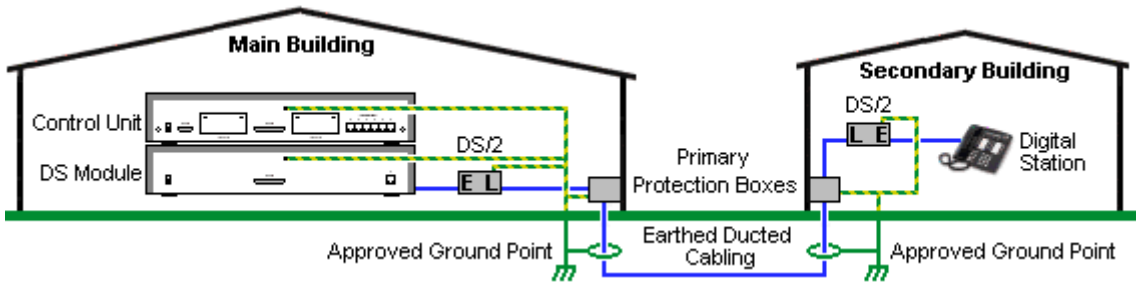 Main Building
Secondary Building
Control Unit
DS Module
DS/2
E L
Primary
Protection Boxes
DS/2
L E
Digital
Station
Approved Ground Point
Earthed Ducted
Cabling
Approved Ground Point